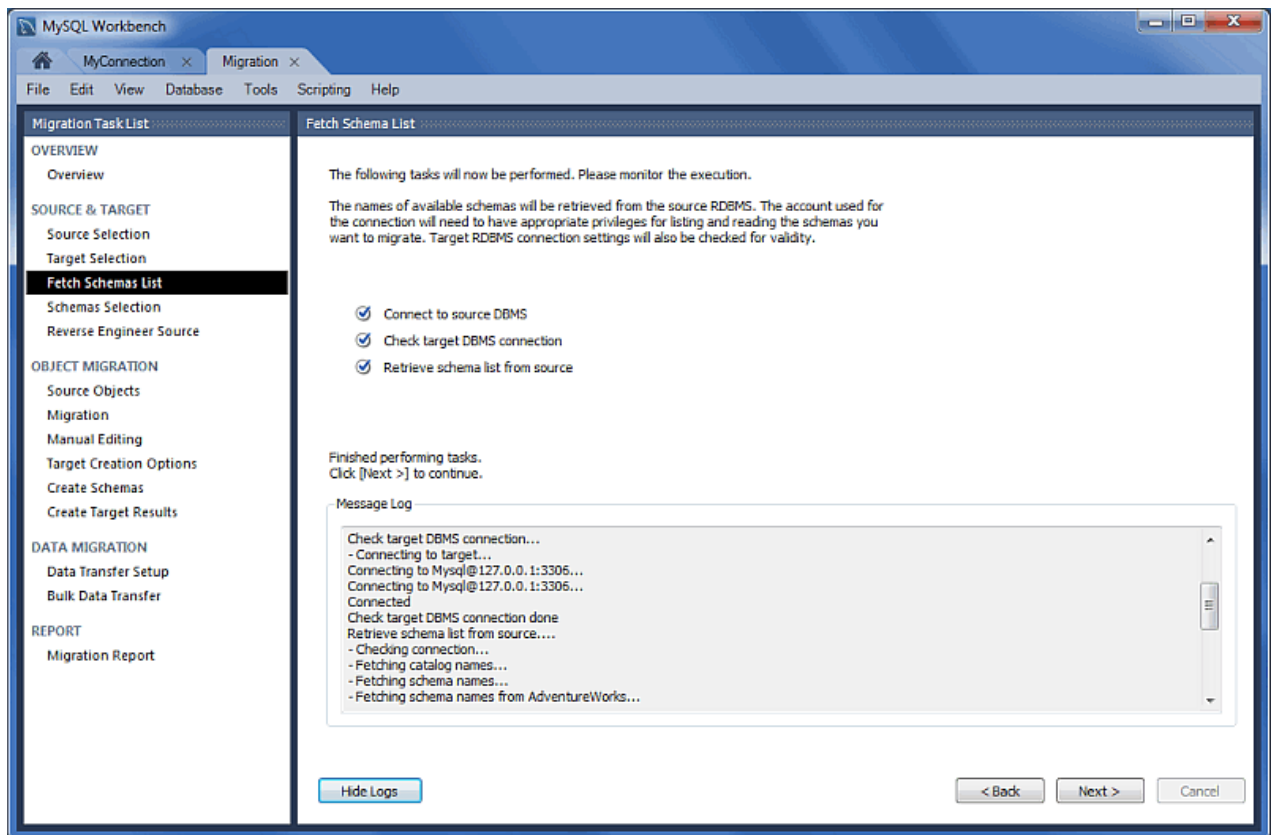 MySQL Workbench
MyConnection
Migration
File Edit View Database Tools Scripting Help
Migration Task List
OVERVIEW
Overview
SOURCE & TARGET
Source Selection
Target Selection
Fetch Schemas List
Schemas Selection
Reverse Engineer Source
OBJECT MIGRATION
Source Objects
Migration
Manual Editing
Target Creation Options
Create Schemas
Create Target Results
DATA MIGRATION
Data Transfer Setup
Bulk Data Transfer
REPORT
Migration Report
Fetch Schema List
The following tasks will now be performed. Please monitor the execution.
The names of available schemas will be retrieved from the source RDBMS. The account used for
the connection will need to have appropriate privileges for listing and reading the schemas you
want to migrate. Target RDBMS connection settings will also be checked for validity.
Connect to source DBMS
Check target DBMS connection
Retrieve schema list from source
Finished performing tasks.
Click [Next >] to continue.
Message Log
Check target DBMS connection...
- Connecting to target...
Connecting to Mysql@127.0.0.1:3306...
Connecting to Mysql@127.0.0.1:3306...
Connected
Check target DBMS connection done
Retrieve schema list from source....
- Checking connection...
- Fetching catalog names...
- Fetching schema names...
- Fetching schema names from AdventureWorks...
Hide Logs
< Back
Next >
Cancel